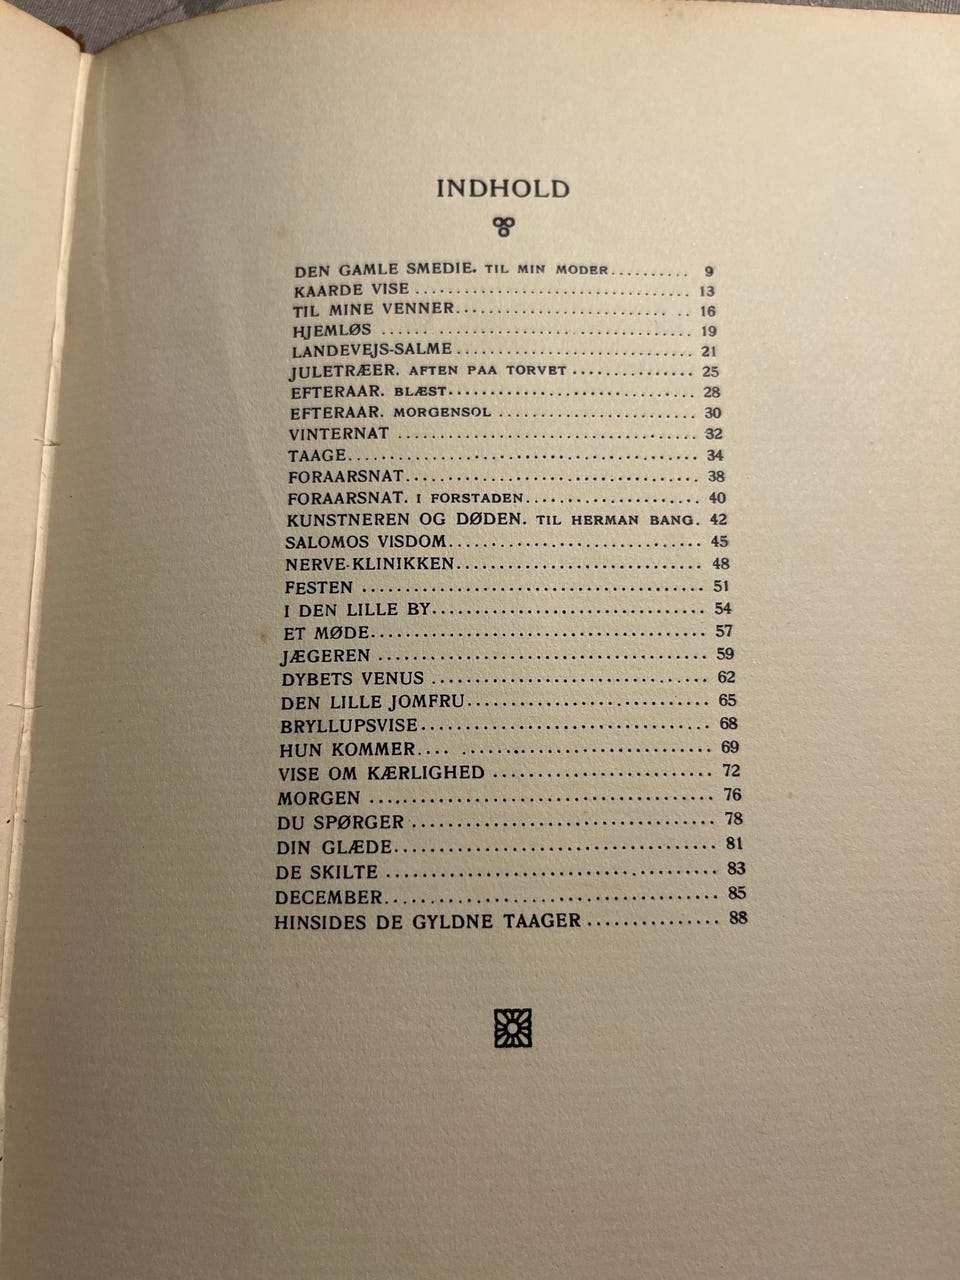 INDHOLD
DEN GAMLE SMEDIE. TIL MIN MODER.......... 9
KAARDE VISE ............................... 13
TIL MINE VENNER.......................... .. 16
HJEMLØS ...... ............................. 19
LANDEVEJS-SALME........................... 21
JULETRÆER. AFTEN PAA TORVET .............. 25
EFTERAAR. BLÆST............................ 28
EFTERAAR. MORGENSOL ...................... 30
VINTERNAT .................................. 32
TAAGE........................................ 34
FORAARSNAT.................................. 38
FORAARSNAT. I FORSTADEN.................... 40
KUNSTNEREN OG DØDEN. TIL HERMAN BANG. 42
SALOMOS VISDOM............................. 45
NERVE-KLINIKKEN............................ 48
FESTEN ...................................... 51
I DEN LILLE BY............................... 54
ET MØDE...................................... 57
JÆGEREN ..................................... 59
DYBETS VENUS ............................... 62
DEN LILLE JOMFRU........................... 65
BRYLLUPSVISE................................ 68
HUN KOMMER.... ............................ 69
VISE OM KÆRLIGHED ......................... 72
MORGEN ...................................... 76
DU SPØRGER .................................. 78
DIN GLÆDE.................................... 81
DE SKILTE ..................................... 83
DECEMBER..................................... 85
HINSIDES DE GYLDNE TAAGER ............... 88